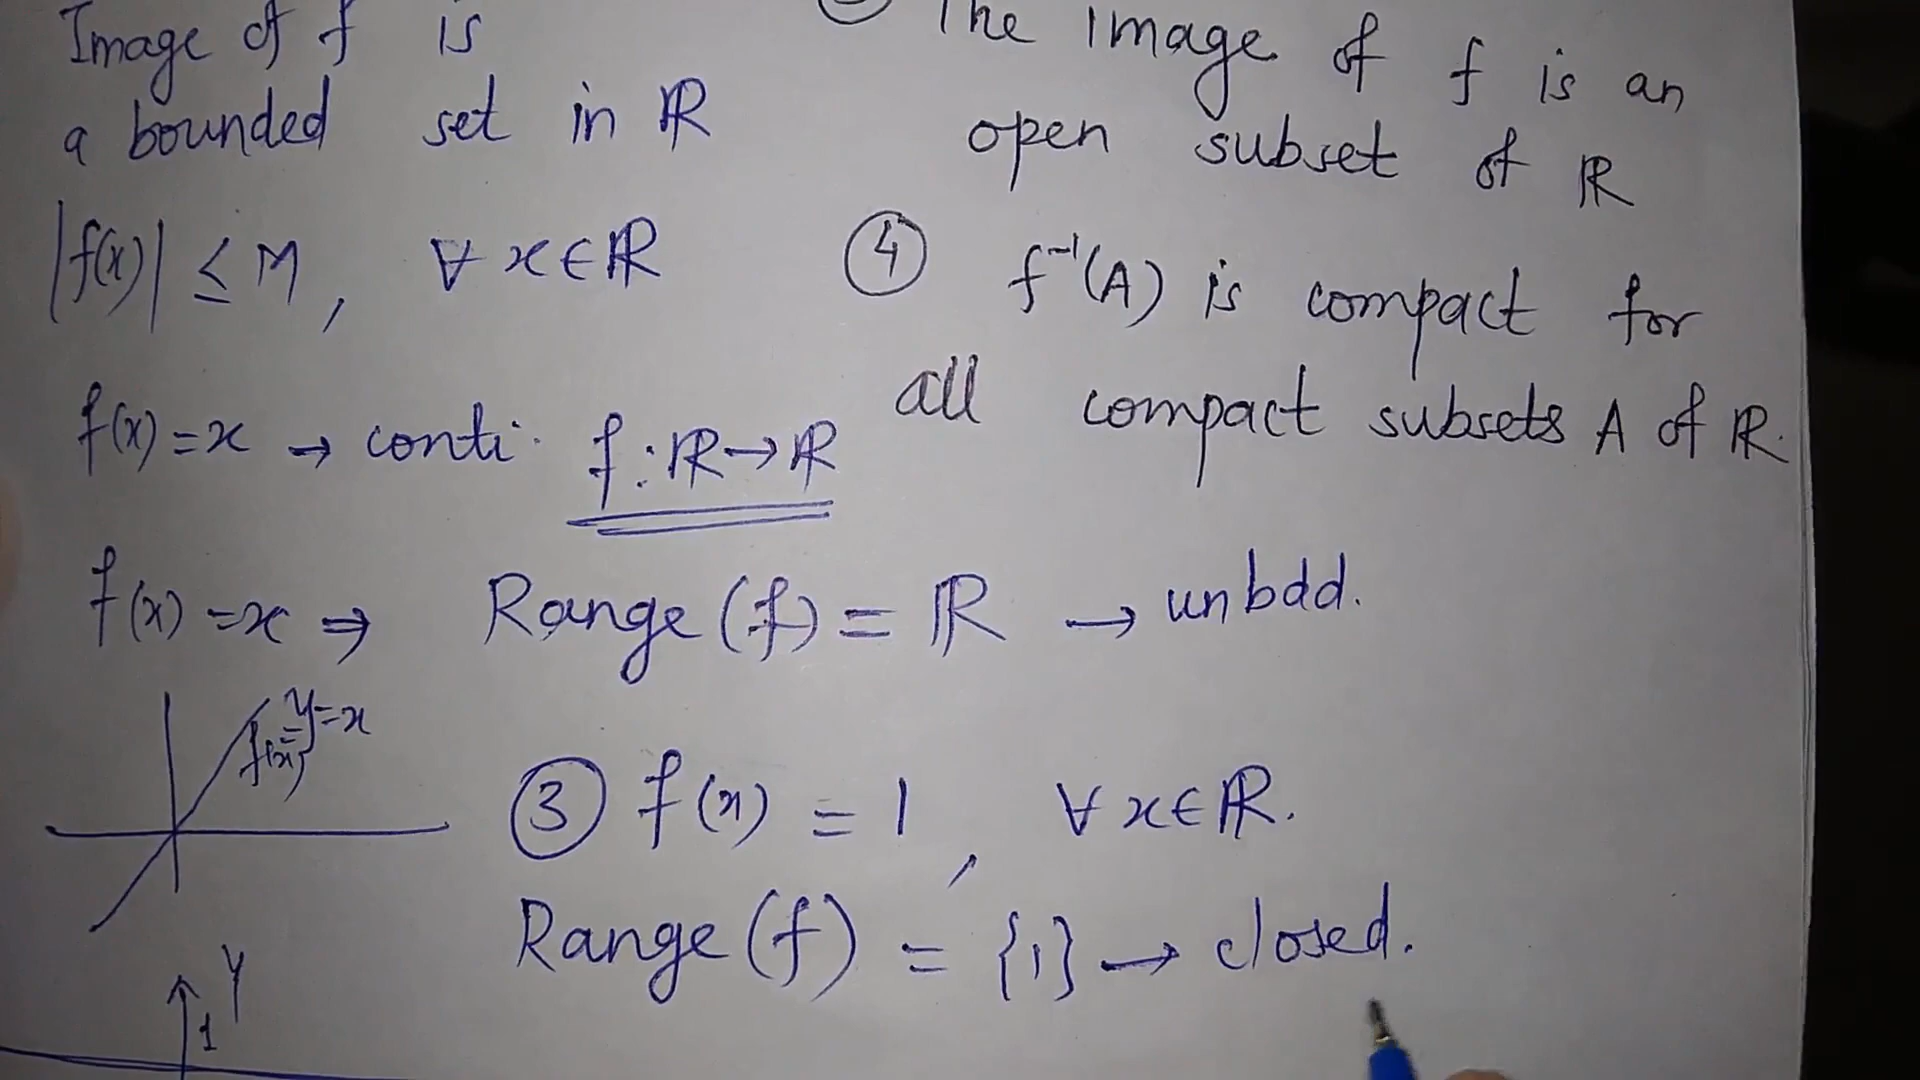 Image of f is
a bounded set in ℝ
|f(x)| ≤ M, ∀ x∈ℝ
f(x)=x → conti. f:ℝ→ℝ
The image of f is an
open subset of ℝ
④ f⁻¹(A) is compact for
all compact subsets A of ℝ.
f(x)=x ⇒ Range(f) = ℝ → unbdd.
y=x
f(x)
③ f(x) = 1, ∀ x∈ℝ.
Range(f) = {1} → closed.
Y
1